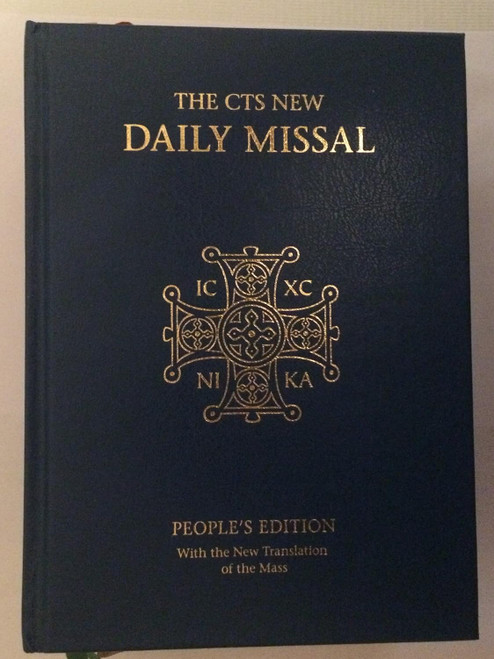 THE CTS NEW
DAILY MISSAL
IC XC
NI KA
PEOPLE'S EDITION
With the New Translation
of the Mass